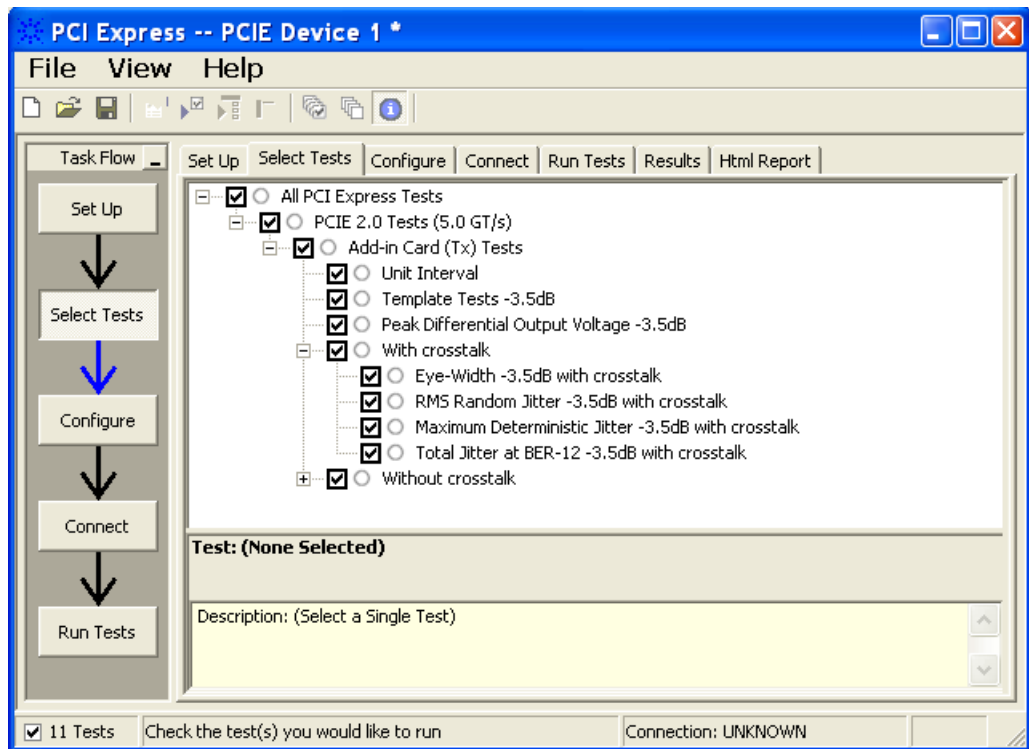 PCI Express -- PCIE Device 1 *
File View Help
Task Flow
Set Up
Select Tests
Configure
Connect
Run Tests
Set Up Select Tests Configure Connect Run Tests Results Html Report
All PCI Express Tests
PCIE 2.0 Tests (5.0 GT/s)
Add-in Card (Tx) Tests
Unit Interval
Template Tests -3.5dB
Peak Differential Output Voltage -3.5dB
With crosstalk
Eye-Width -3.5dB with crosstalk
RMS Random Jitter -3.5dB with crosstalk
Maximum Deterministic Jitter -3.5dB with crosstalk
Total Jitter at BER-12 -3.5dB with crosstalk
Without crosstalk
Test: (None Selected)
Description: (Select a Single Test)
11 Tests Check the test(s) you would like to run Connection: UNKNOWN